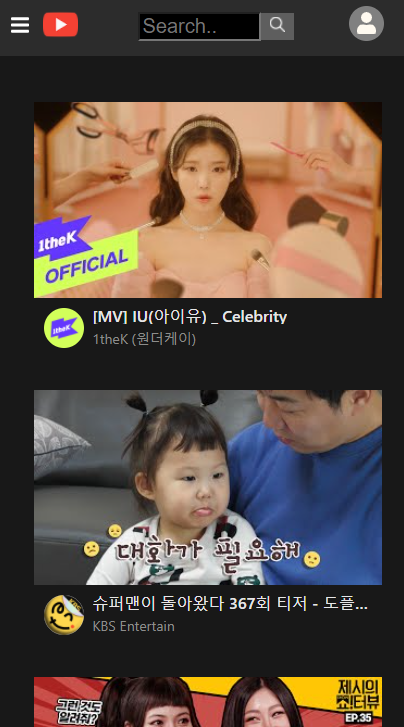 Search..
1theK
OFFICIAL
1theK
[MV] IU(아이유) _ Celebrity
1theK (원더케이)
대화가 필요해
슈퍼맨이 돌아왔다 367회 티저 - 도플...
KBS Entertain
그런 것도
알려줘?
제시의
쇼!터뷰
EP.35